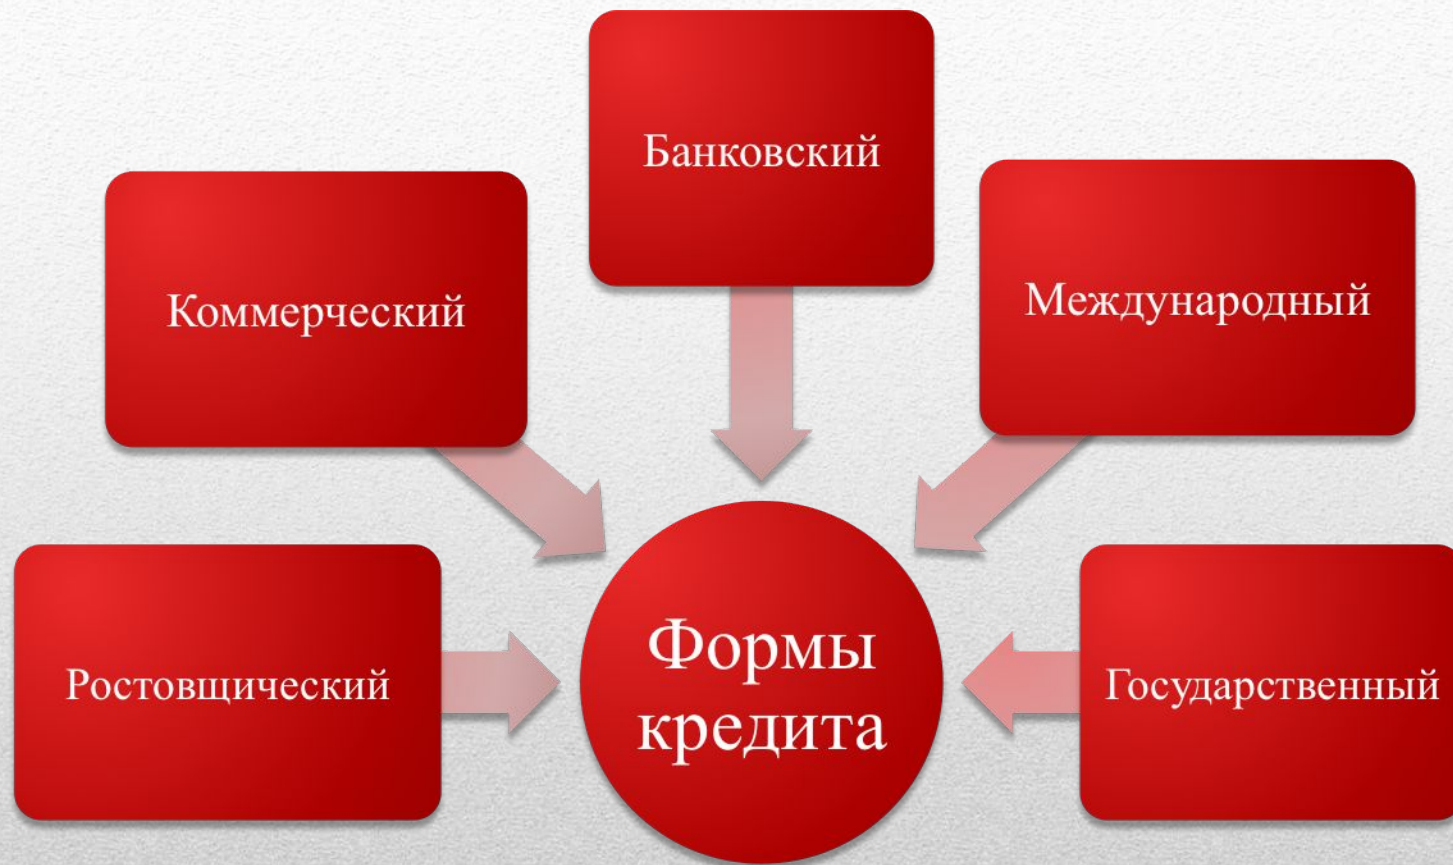 Банковский
Коммерческий
Международный
Ростовщический
Формы
кредита
Государственный